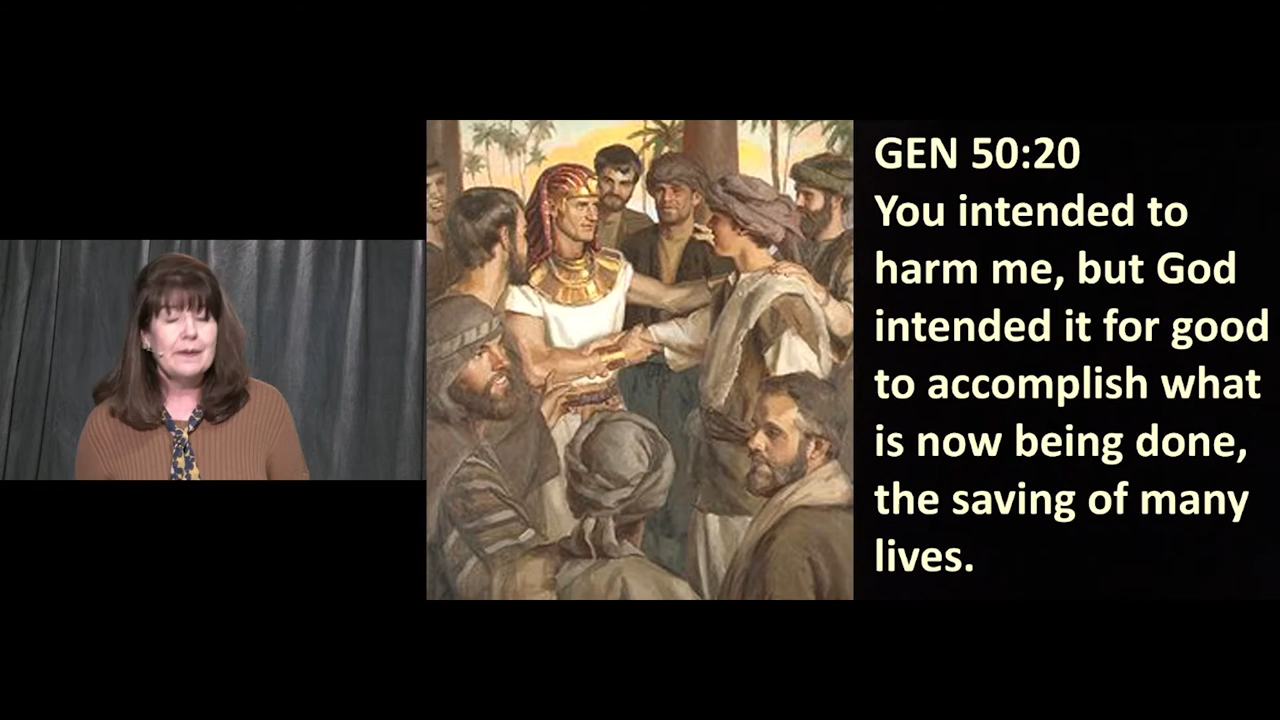 GEN 50:20
You intended to
harm me, but God
intended it for good
to accomplish what
is now being done,
the saving of many
lives.